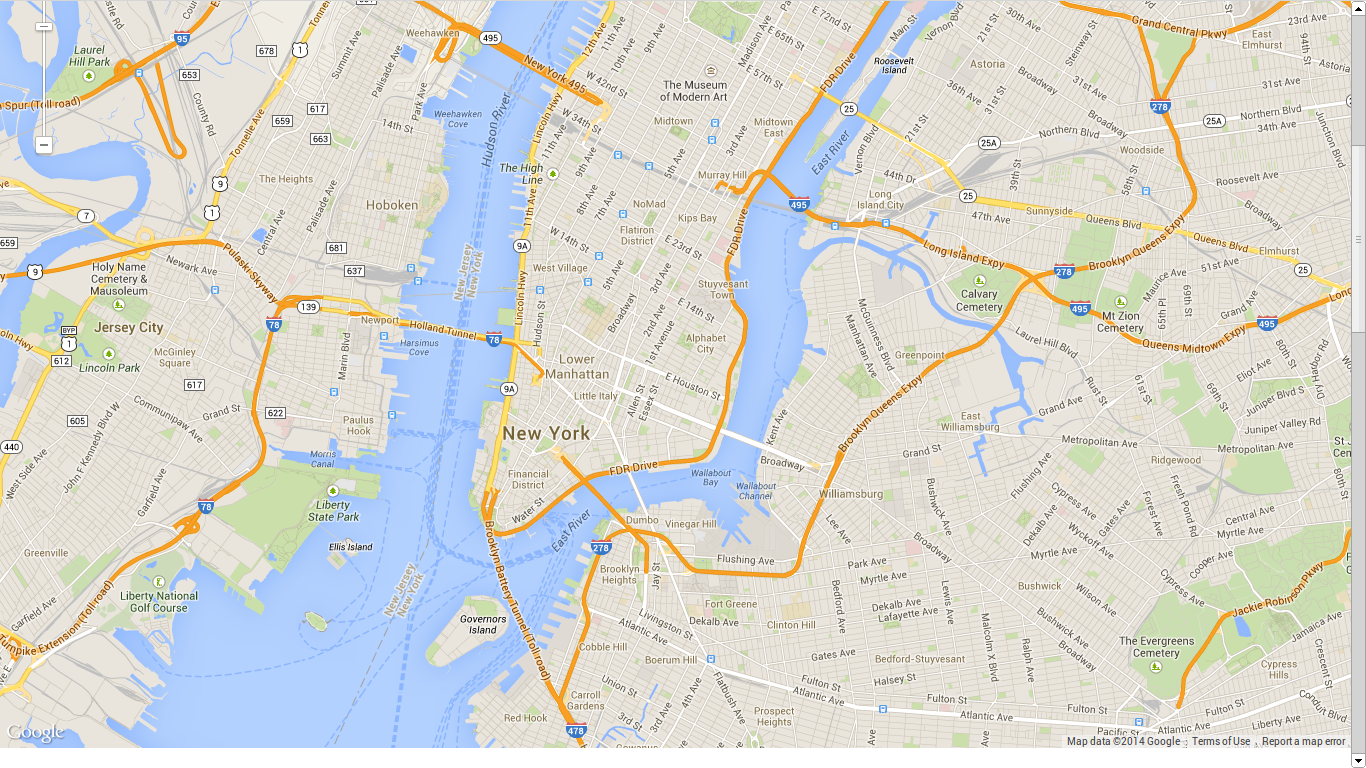 Laurel
Hill Park
95
678
1
Tonnelle
Summit Ave
Palisade Ave
Weehawken
495
New York 495
12th Ave
11th Ave
10th Ave
9th Ave
Madison Ave
E 72nd St
E 65th St
E 57th St
FDR Drive
Main St
Vernon Blvd
Roosevelt
Island
21st St
30th Ave
Steinway St
Grand Central Pkwy
23rd Ave
East
Elmhurst
94th St
Astoria
Broadway
31st Ave
Astoria
36th Ave
31st St
278
Broadway
25A
Northern Blvd
34th Ave
Junction Blvd
653
County Rd
Spur (Toll road)
617
659
663
Tonnelle Ave
Park Ave
14th St
Weehawken
Cove
Hudson River
Lincoln Hwy
W 42nd St
W 34th St
The Museum
of Modern Art
Midtown
Midtown
East
3rd Ave
5th Ave
25
East River
Vernon Blvd
21st St
25A
Northern Blvd
Woodside
Roosevelt Ave
The High
Line
11th Ave
9th Ave
8th Ave
7th Ave
Murray Hill
495
Long
Island City
44th Dr
39th St
58th St
25
47th Ave
Sunnyside
Queens Blvd
Queens Blvd
Broadway
Elmhurst
9
The Heights
Hoboken
7
1
Central Ave
Palisade Ave
NoMad
Kips Bay
Flatiron
District
E 23rd St
FDR Drive
659
681
637
9
Newark Ave
Pulaski Skyway
New Jersey
New York
9A
11th Ave
W 14th St
West Village
5th Ave
3rd Ave
Stuyvesant
Town
Long Island Expy
278
Brooklyn Queens Expy
51st Ave
25
Holy Name
Cemetery &
Mausoleum
139
Newport
Holland Tunnel
78
Lincoln Hwy
Hudson St
Broadway
2nd Ave
1st Avenue
E 14th St
Calvary
Cemetery
495
Mt Zion
Cemetery
Maurice Ave
65th Pl
69th St
Grand Ave
495
Queens Midtown Expy
BYP
1
Jersey City
78
McGinley
Square
Marin Blvd
Harsimus
Cove
Alphabet
City
McGuinness Blvd
Manhattan Ave
Greenpoint
Laurel Hill Blvd
612
Lincoln Park
Lower
Manhattan
9A
Little Italy
Allen St
Essex St
E Houston St
Brooklyn Queens Expy
Rust St
Grand Ave
61st St
67th St
Eliot Ave
80th St
Dry Harbor Rd
Juniper Blvd S
Juniper Valley Rd
617
605
Communipaw Ave
Grand St
622
Paulus
Hook
Kent Ave
East
Williamsburg
440
John F Kennedy Blvd W
West Side Ave
Garfield Ave
New York
Morris
Canal
Broadway
Grand St
Metropolitan Ave
Metropolitan Ave
Ridgewood
80th St
78
Liberty
State Park
Financial
District
Water St
FDR Drive
Wallabout
Bay
Wallabout
Channel
Williamsburg
Lee Ave
Bushwick Ave
Flushing Ave
Cypress Ave
Dekalb Ave
Wyckoff Ave
Gates Ave
Forest Ave
Fresh Pond Rd
Central Ave
Myrtle Ave
Greenville
Ellis Island
East River
Dumbo
Vinegar Hill
278
Brooklyn
Heights
Jay St
Flushing Ave
Park Ave
Myrtle Ave
Broadway
Myrtle Ave
Cooper Ave
Cypress Ave
Liberty National
Golf Course
Garfield Ave
New Jersey
New York
Brooklyn Battery Tunnel (Toll road)
Fort Greene
Dekalb Ave
Bedford Ave
Dekalb Ave
Lafayette Ave
Lewis Ave
Bushwick
Wilson Ave
Jackie Robinson Pkwy
Turnpike Extension (Toll road)
Governors
Island
Livingston St
Atlantic Ave
Clinton Hill
Malcolm X Blvd
Ralph Ave
Bushwick Ave
Jamaica Ave
The Evergreens
Cemetery
Cobble Hill
Boerum Hill
Gates Ave
Bedford-Stuyvesant
Halsey St
Cypress
Hills
Crescent St
Carroll
Gardens
Union St
3rd St
3rd Ave
4th Ave
Flatbush Ave
Fulton St
Atlantic Ave
Fulton St
Fulton St
Fulton St
Conduit Blvd
Red Hook
478
Gowanus
Prospect
Heights
Atlantic Ave
Pacific St
Atlantic Ave
Liberty Ave
Google
Map data ©2014 Google
Terms of Use
Report a map error